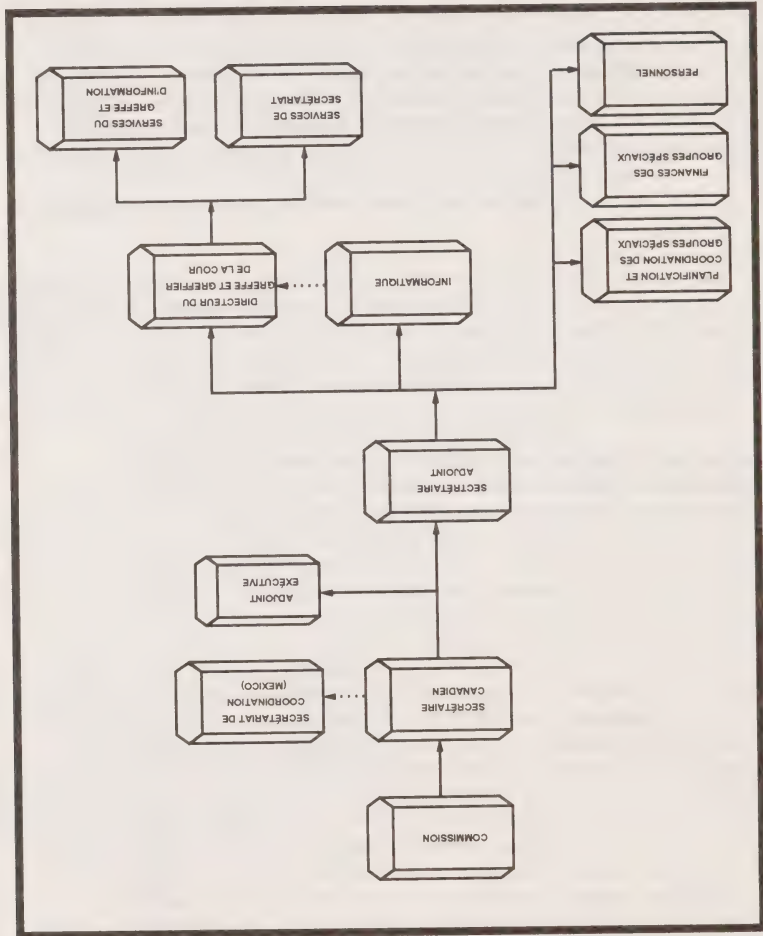 COMMISSION
SECRÉTAIRE
CANADIEN
SECRÉTARIAT DE
COORDINATION
(MEXICO)
ADJOINT
EXÉCUTIVE
SECTRÉTAIRE
ADJOINT
PLANIFICATION ET
COORDINATION DES
GROUPES SPÉCIAUX
INFORMATIQUE
DIRECTEUR DU
GREFFE ET GREFFIER
DE LA COUR
FINANCES DES
GROUPES SPÉCIAUX
PERSONNEL
SERVICES DE
SECRÉTARIAT
SERVICES DU
GREFFE ET
D'INFORMATION